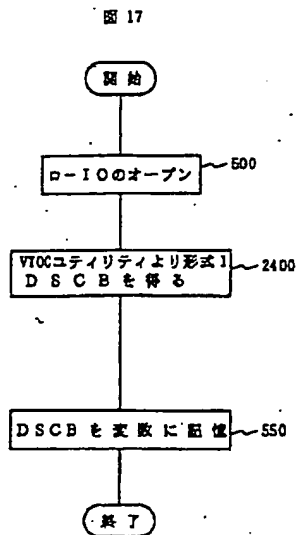 図 17
開 始
ローIOのオープン
500
VTOCユティリティより形式1
DSCBを得る
2400
DSCBを変数に記憶
550
終 了